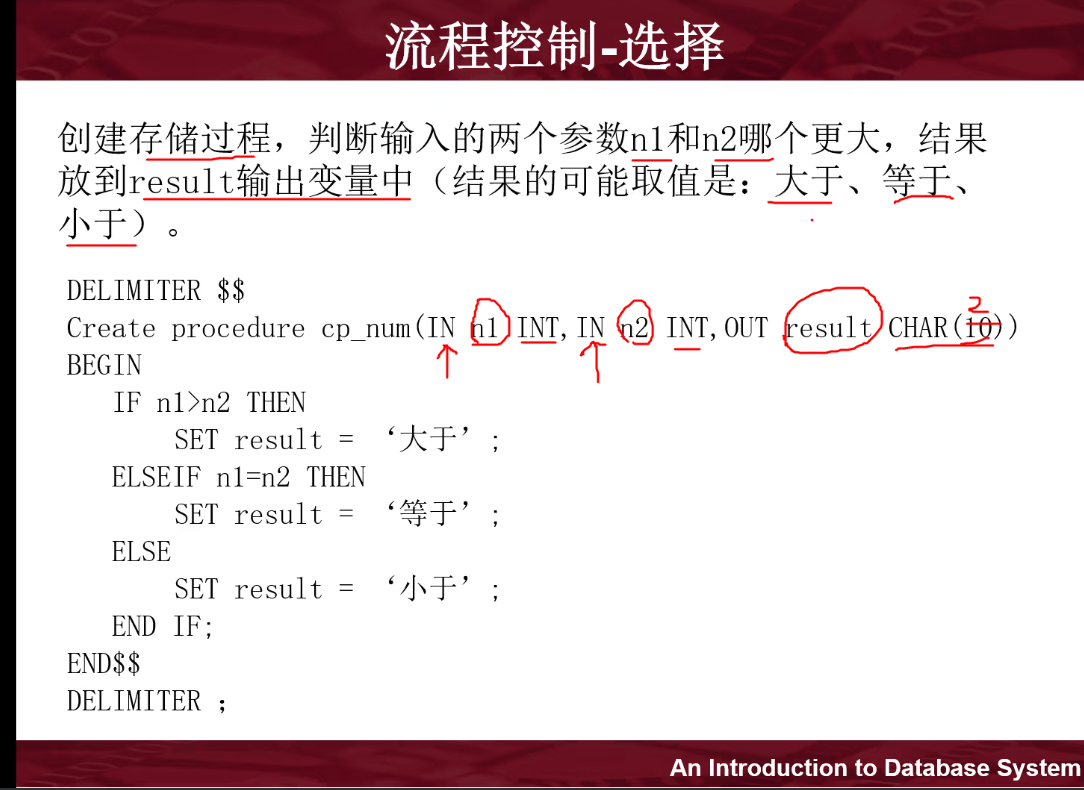 流程控制-选择
创建存储过程，判断输入的两个参数n1和n2哪个更大，结果
放到result输出变量中（结果的可能取值是：大于、等于、
小于）。
DELIMITER $$
2
Create procedure cp_num(IN n1 INT,IN n2 INT,OUT result CHAR(10))
BEGIN
IF n1>n2 THEN
SET result = ‘大于’;
ELSEIF n1=n2 THEN
SET result = ‘等于’;
ELSE
SET result = ‘小于’;
END IF;
END$$
DELIMITER ;
An Introduction to Database System